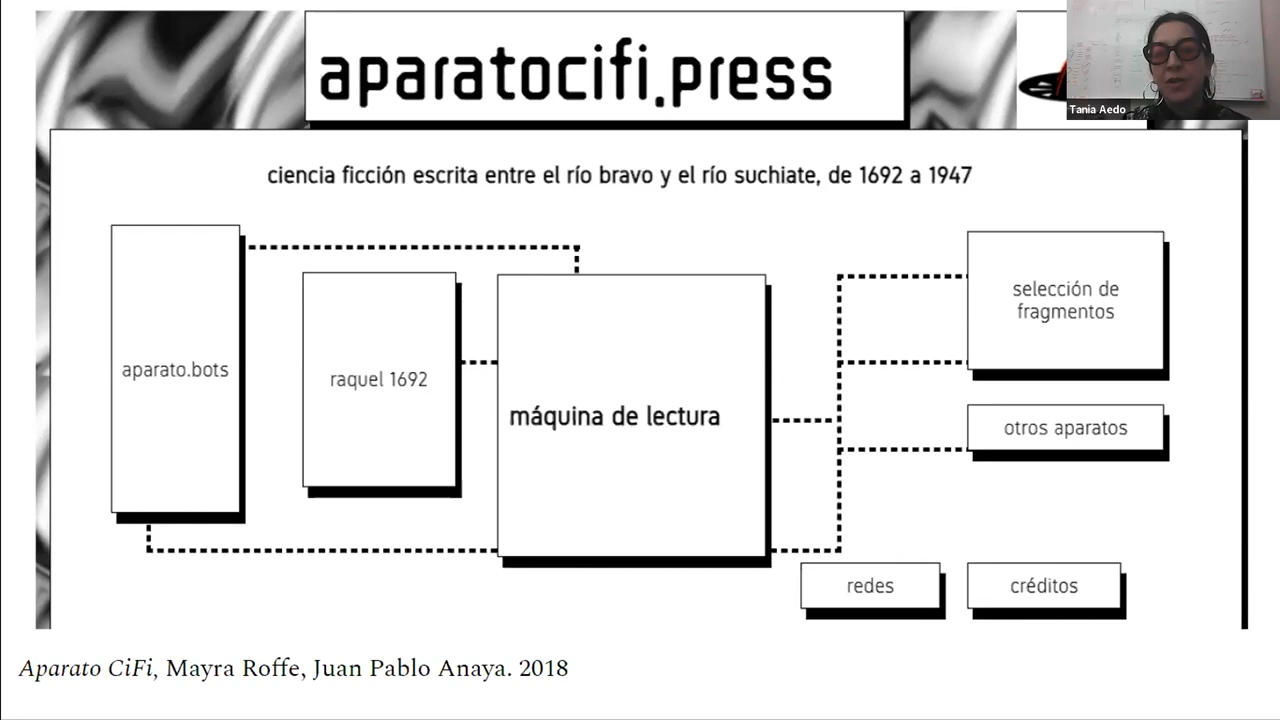 aparatocifi.press
Tania Aedo
ciencia ficción escrita entre el río bravo y el río suchiate, de 1692 a 1947
aparato.bots
raquel 1692
máquina de lectura
selección de
fragmentos
otros aparatos
redes
créditos
Aparato CiFi, Mayra Roffe, Juan Pablo Anaya. 2018